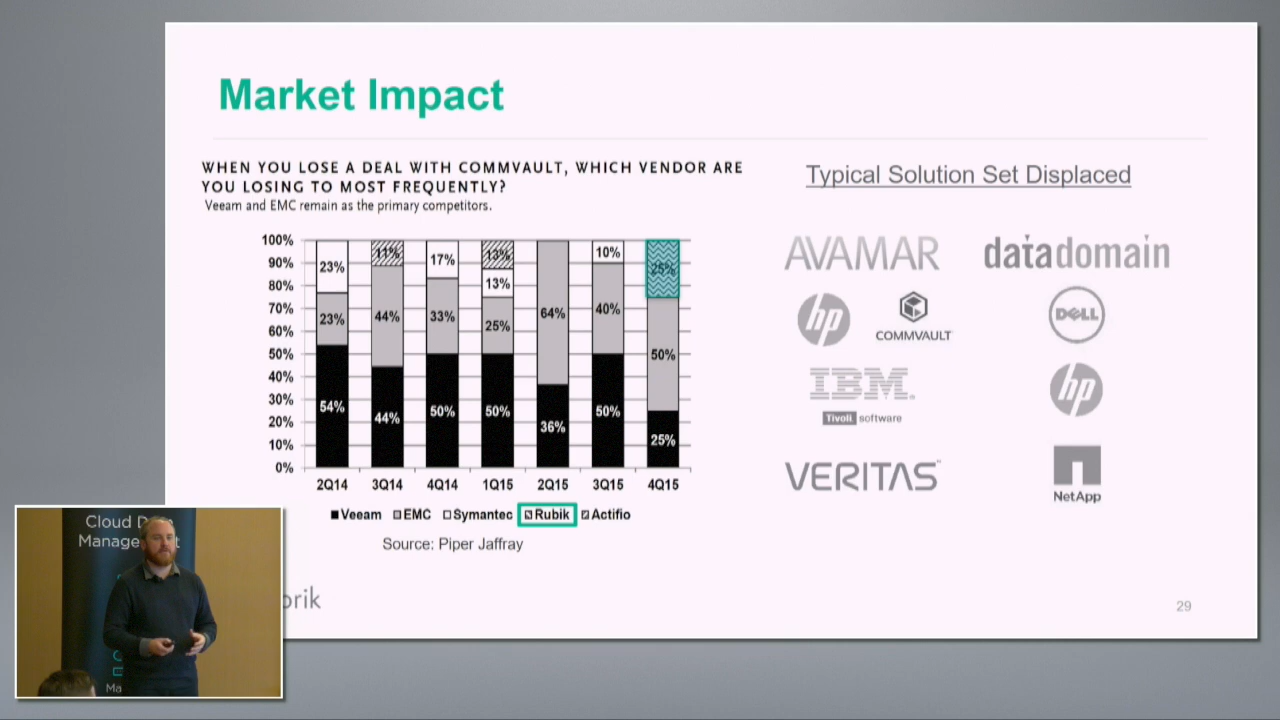 Market Impact
WHEN YOU LOSE A DEAL WITH COMMVAULT, WHICH VENDOR ARE
YOU LOSING TO MOST FREQUENTLY?
Veeam and EMC remain as the primary competitors.
100%
90%
80%
70%
60%
50%
40%
30%
20%
10%
0%
23%
23%
54%
11%
44%
44%
17%
33%
50%
13%
13%
25%
50%
64%
36%
10%
40%
50%
25%
50%
25%
2Q14 3Q14 4Q14 1Q15 2Q15 3Q15 4Q15
Veeam EMC Symantec Rubik Actifio
Source: Piper Jaffray
Typical Solution Set Displaced
AVAMAR
datadomain
hp
COMMVAULT
DELL
IBM.
Tivoli software
hp
VERITAS™
NetApp
orik
29
Cloud
Manage
Ma